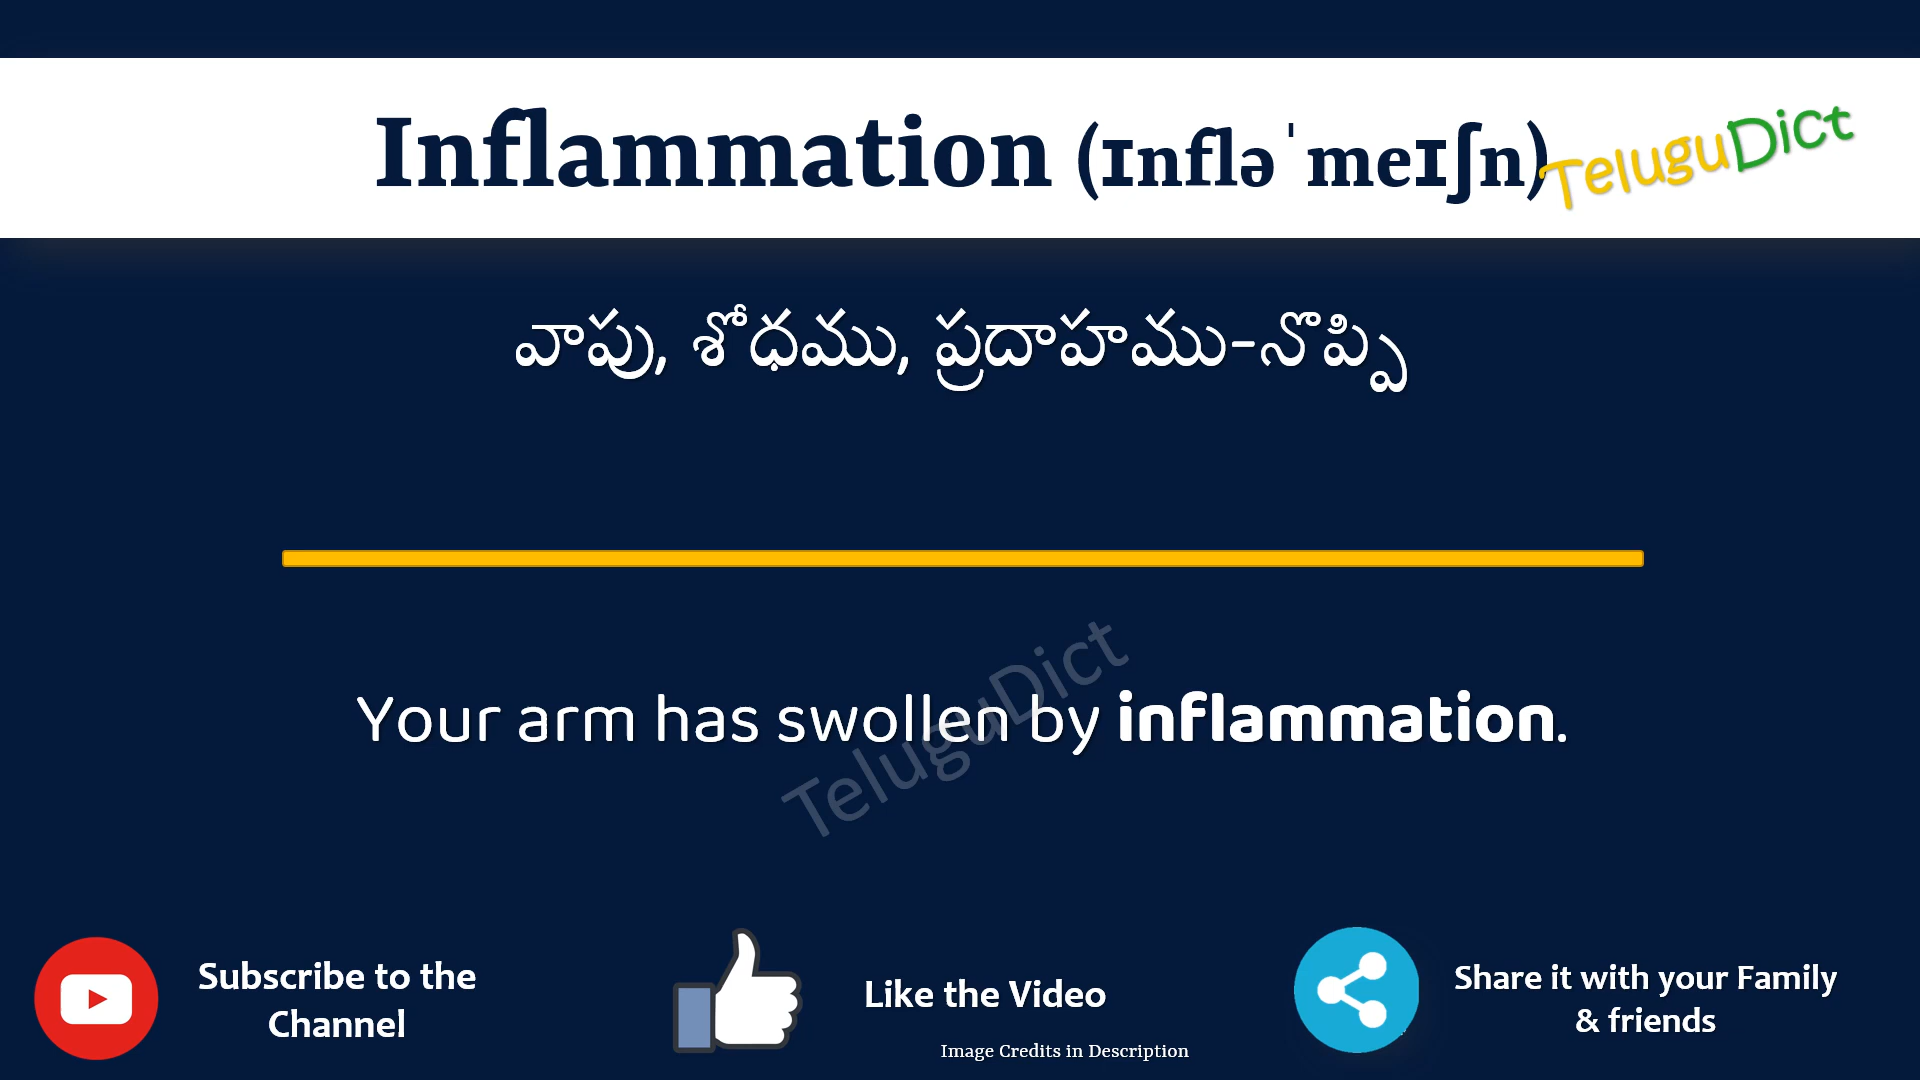 Inflammation (ɪnfləˈmeɪʃn)
TeluguDict
వాపు, శోధము, ప్రదాహము-నొప్పి
Your arm has swollen by inflammation.
TeluguDict
Subscribe to the
Channel
Like the Video
Share it with your Family
& friends
Image Credits in Description